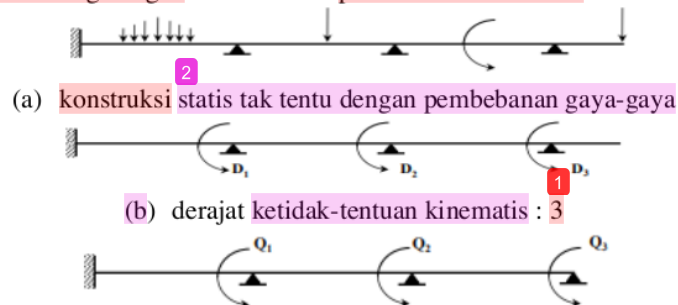 2
(a) konstruksi statis tak tentu dengan pembebanan gaya-gaya
D₁ D₂ D₃
1
(b) derajat ketidak-tentuan kinematis : 3
Q₁ Q₂ Q₃